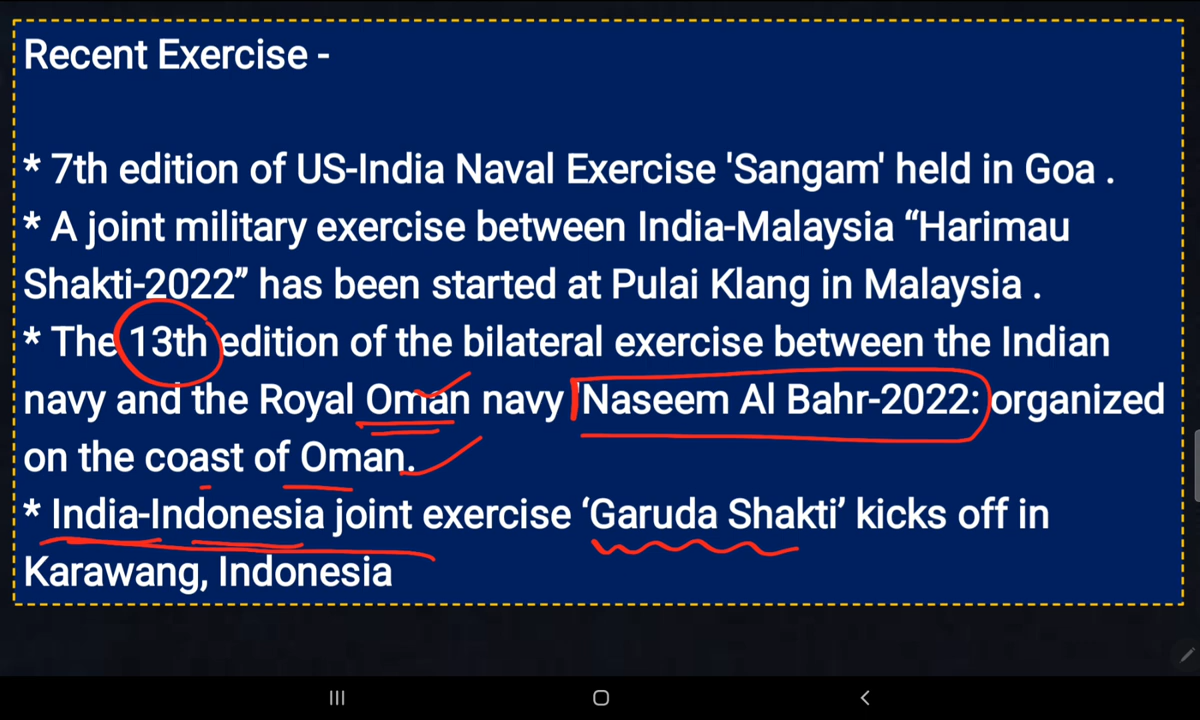 Recent Exercise -
* 7th edition of US-India Naval Exercise 'Sangam' held in Goa .
* A joint military exercise between India-Malaysia “Harimau
Shakti-2022” has been started at Pulai Klang in Malaysia .
* The 13th edition of the bilateral exercise between the Indian
navy and the Royal Oman navy 'Naseem Al Bahr-2022: organized
on the coast of Oman.
* India-Indonesia joint exercise ‘Garuda Shakti’ kicks off in
Karawang, Indonesia